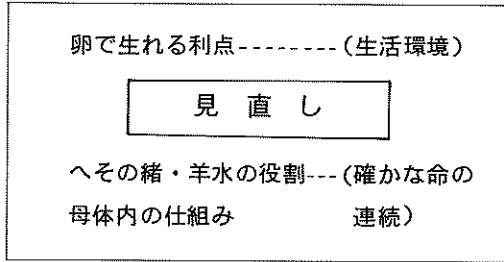 卵で生れる利点--------(生活環境)
見 直 し
へその緒・羊水の役割---(確かな命の
母体内の仕組み 連続)